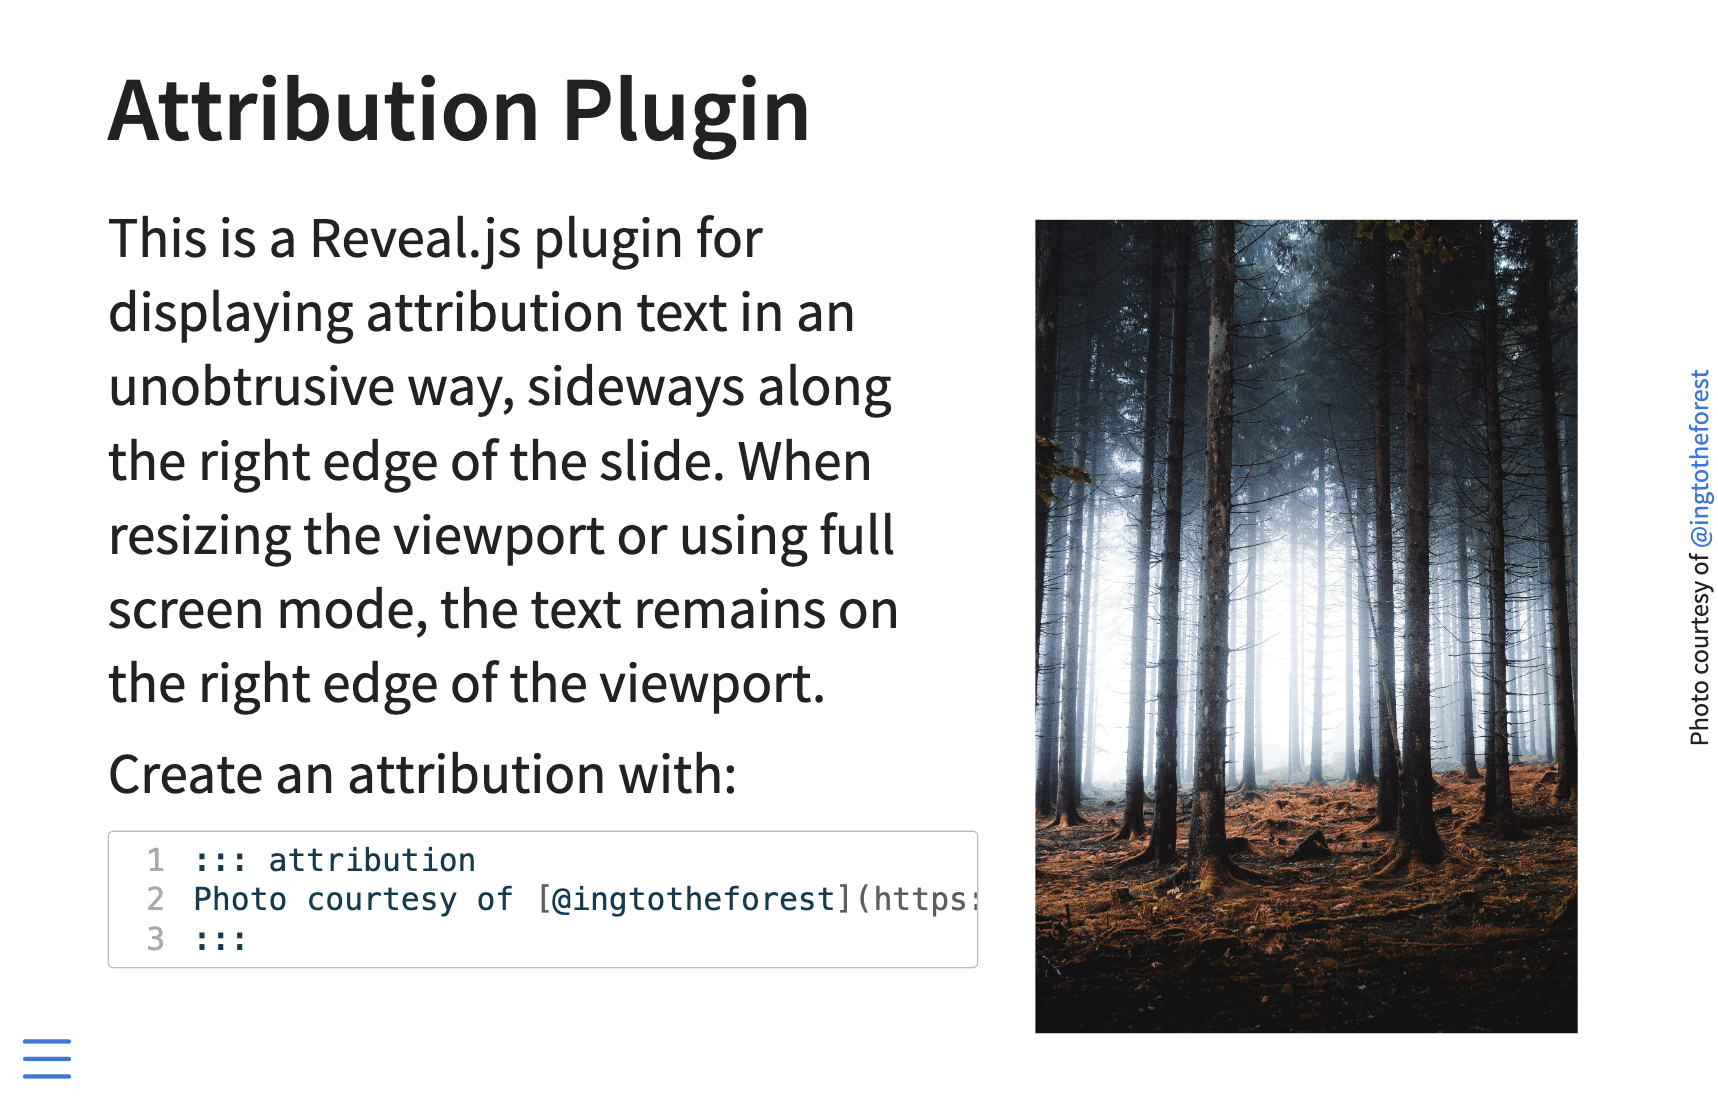 Attribution Plugin
This is a Reveal.js plugin for
displaying attribution text in an
unobtrusive way, sideways along
the right edge of the slide. When
resizing the viewport or using full
screen mode, the text remains on
the right edge of the viewport.
Create an attribution with:
1 ::: attribution
2 Photo courtesy of [@ingtotheforest](https:
3 :::
Photo courtesy of @ingtotheforest